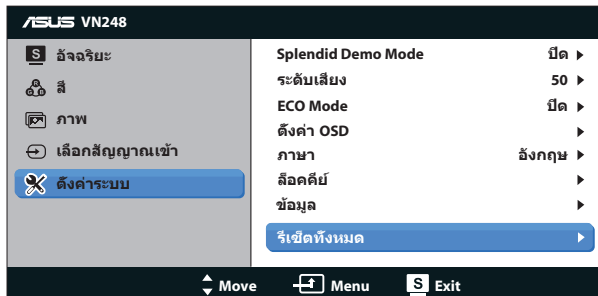 ASUS VN248
S อัจฉริยะ
สี
ภาพ
เลือกสัญญาณเข้า
ตั้งค่าระบบ
Splendid Demo Mode ปิด
ระดับเสียง 50
ECO Mode ปิด
ตั้งค่า OSD
ภาษา อังกฤษ
ล็อคคีย์
ข้อมูล
รีเซ็ตทั้งหมด
Move Menu S Exit